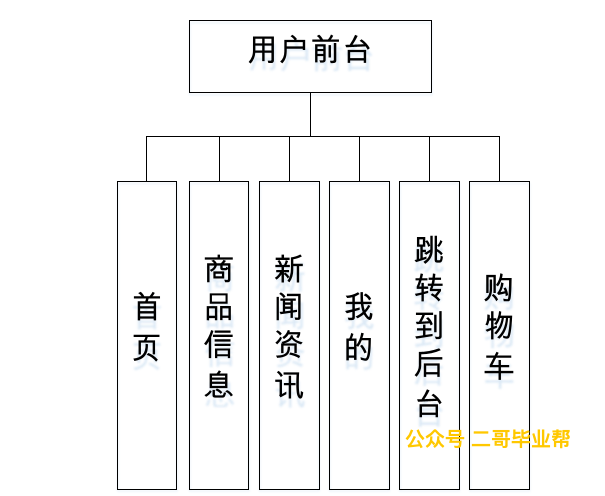 用户前台
首页
商品信息
新闻资讯
我的
跳转到后台
购物车
公众号 二哥毕业帮